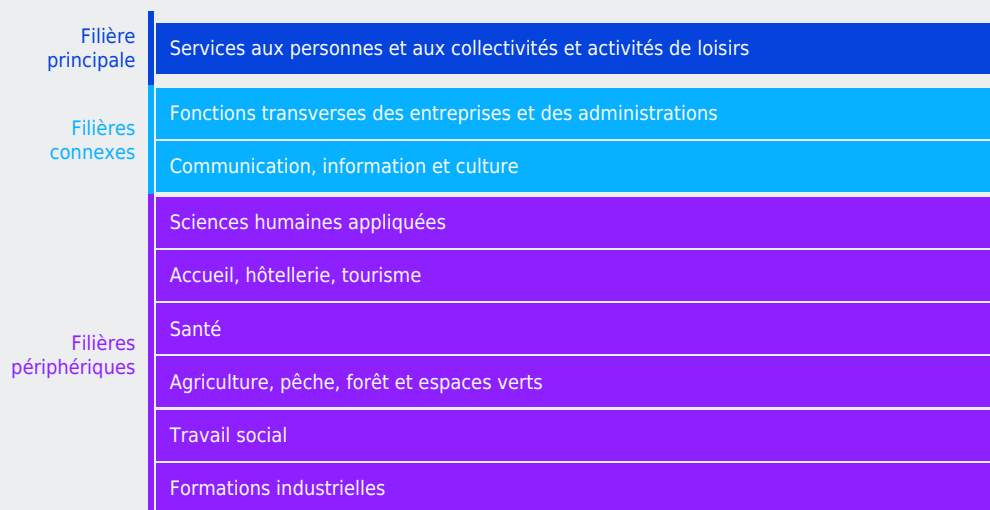 Filière
principale
Services aux personnes et aux collectivités et activités de loisirs
Filières
connexes
Fonctions transverses des entreprises et des administrations
Communication, information et culture
Filières
périphériques
Sciences humaines appliquées
Accueil, hôtellerie, tourisme
Santé
Agriculture, pêche, forêt et espaces verts
Travail social
Formations industrielles